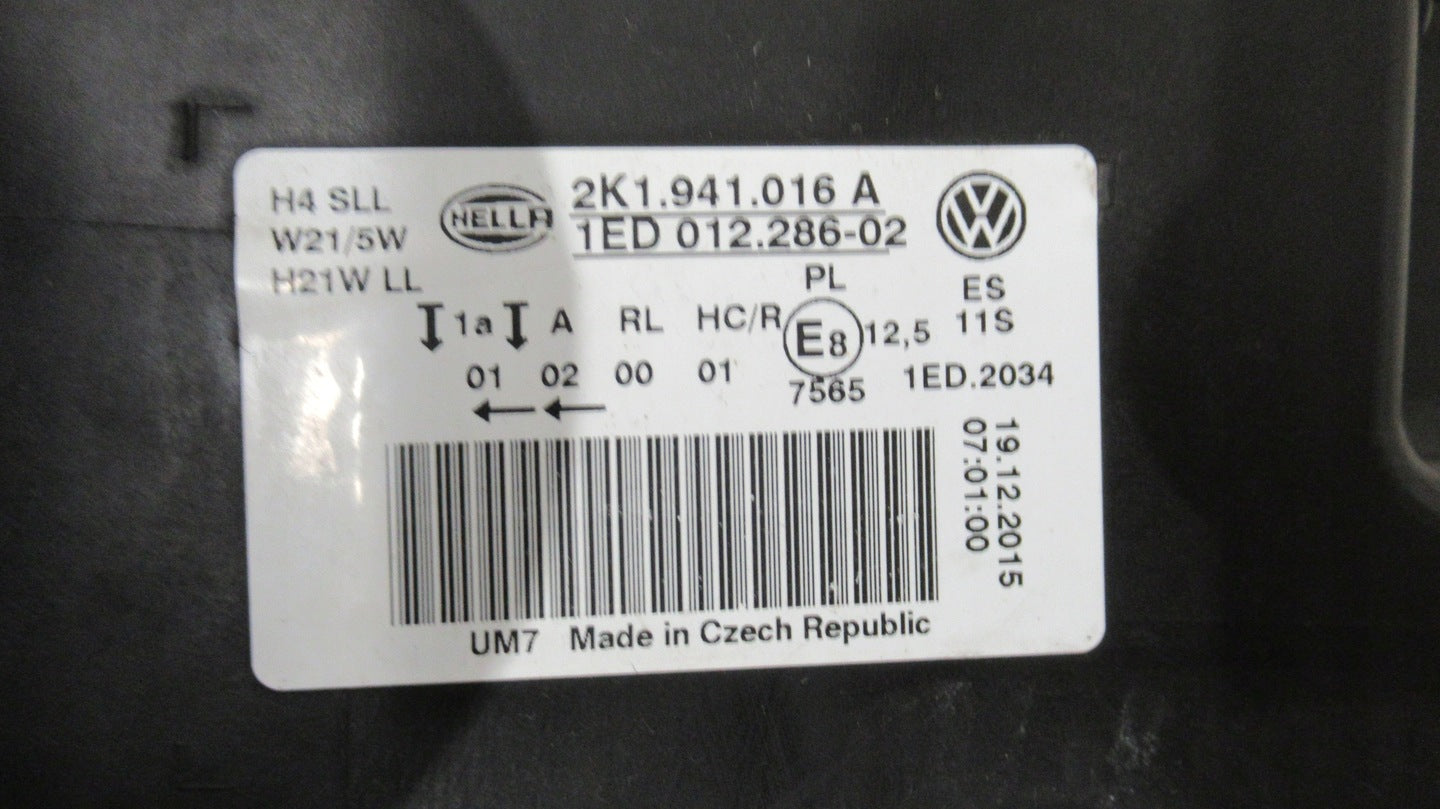 H4 SLL
W21/5W
H21W LL
HELLA
2K1.941.016 A
1ED 012.286-02
VW
PL
ES
1a A RL HC/R E8 12,5 11S
01 02 00 01 7565 1ED.2034
19.12.2015
07:01:00
UM7 Made in Czech Republic